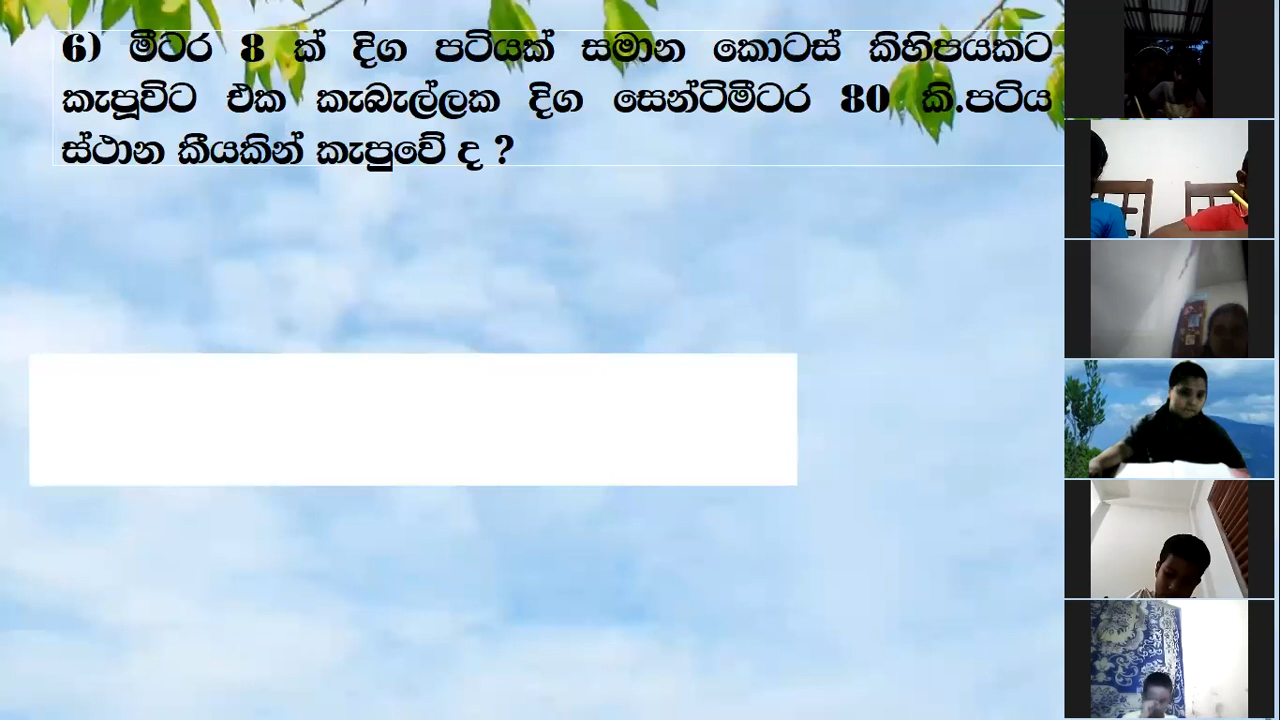 6) මීටර 8 ක් දිග පටියක් සමාන කොටස් කිහිපයකට
කැපූවිට එක කැබැල්ලක දිග සෙන්ටිමීටර 80 කි.පටිය
ස්ථාන කීයකින් කැපුවේ ද ?